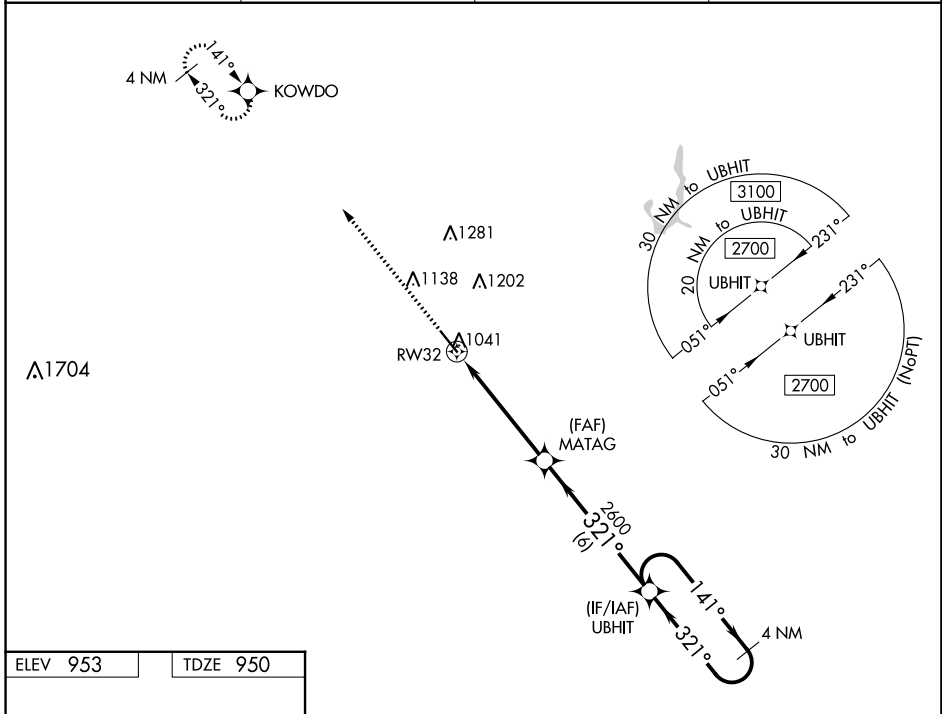 141°
4 NM
321°
KOWDO
30 NM to UBHIT
3100
20 NM to UBHIT
2700
231°
UBHIT
051°
231°
UBHIT
051°
2700
30 NM to UBHIT (NoPT)
1281
1138
1202
1041
RW32
1704
(FAF)
MATAG
2600
321°
(6)
(IF/IAF)
UBHIT
141°
321°
4 NM
ELEV 953
TDZE 950